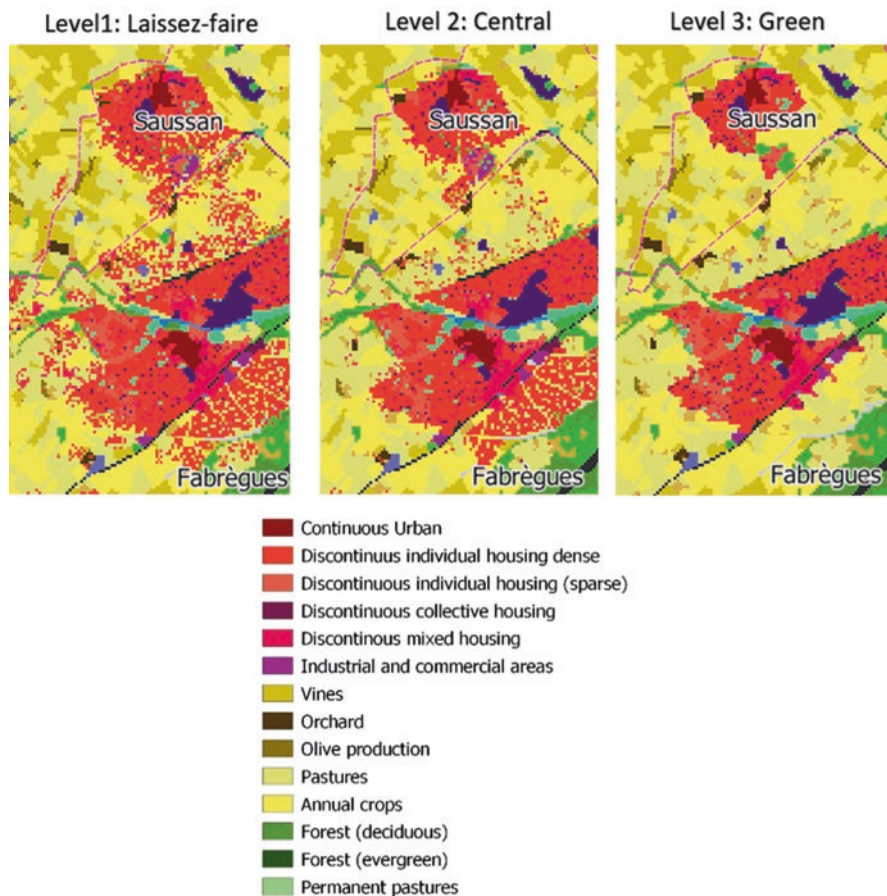 Level1: Laissez-faire
Level 2: Central
Level 3: Green
Saussan
Saussan
Saussan
Fabrègues
Fabrègues
Fabrègues
Continuous Urban
Discontinuus individual housing dense
Discontinuous individual housing (sparse)
Discontinuous collective housing
Discontinous mixed housing
Industrial and commercial areas
Vines
Orchard
Olive production
Pastures
Annual crops
Forest (deciduous)
Forest (evergreen)
Permanent pastures